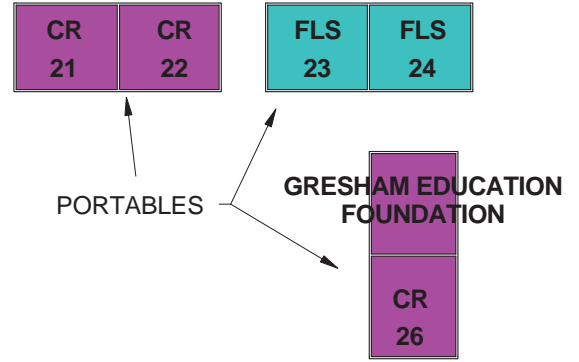 CR
21
CR
22
FLS
23
FLS
24
PORTABLES
GRESHAM EDUCATION
FOUNDATION
CR
26